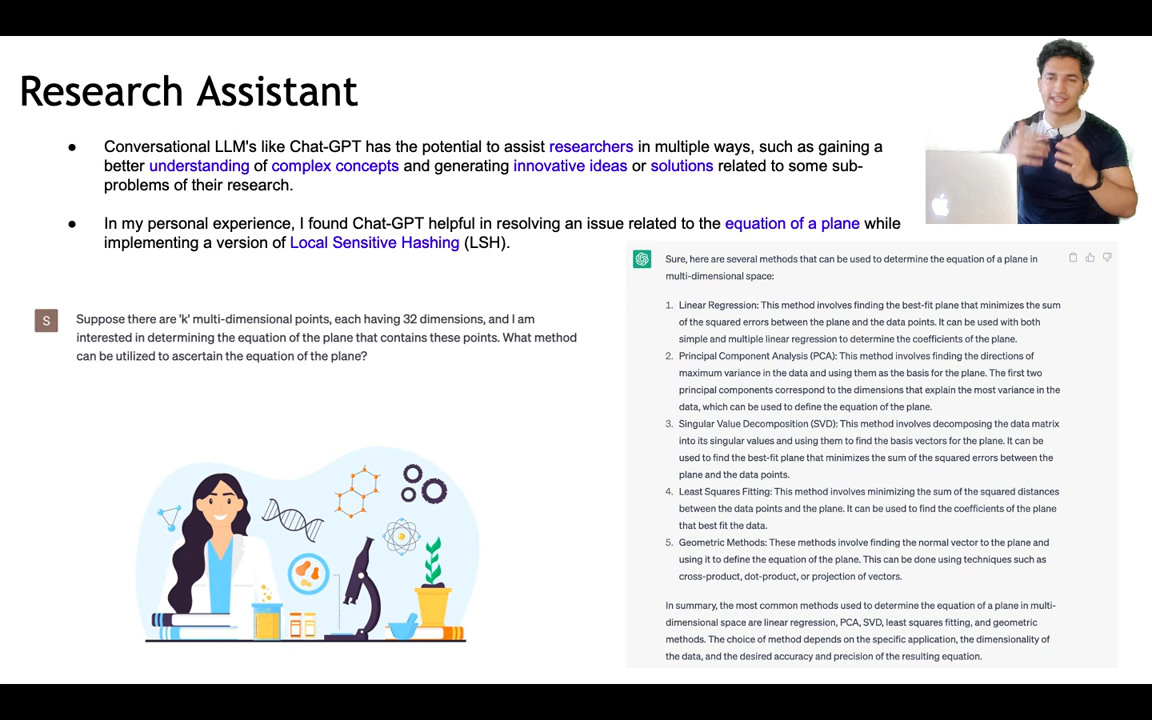 Research Assistant
● Conversational LLM's like Chat-GPT has the potential to assist researchers in multiple ways, such as gaining a
better understanding of complex concepts and generating innovative ideas or solutions related to some sub-
problems of their research.
● In my personal experience, I found Chat-GPT helpful in resolving an issue related to the equation of a plane while
implementing a version of Local Sensitive Hashing (LSH).
S
Suppose there are 'k' multi-dimensional points, each having 32 dimensions, and I am
interested in determining the equation of the plane that contains these points. What method
can be utilized to ascertain the equation of the plane?
Sure, here are several methods that can be used to determine the equation of a plane in
multi-dimensional space:
1. Linear Regression: This method involves finding the best-fit plane that minimizes the sum
of the squared errors between the plane and the data points. It can be used with both
simple and multiple linear regression to determine the coefficients of the plane.
2. Principal Component Analysis (PCA): This method involves finding the directions of
maximum variance in the data and using them as the basis for the plane. The first two
principal components correspond to the dimensions that explain the most variance in the
data, which can be used to define the equation of the plane.
3. Singular Value Decomposition (SVD): This method involves decomposing the data matrix
into its singular values and using them to find the basis vectors for the plane. It can be
used to find the best-fit plane that minimizes the sum of the squared errors between the
plane and the data points.
4. Least Squares Fitting: This method involves minimizing the sum of the squared distances
between the data points and the plane. It can be used to find the coefficients of the plane
that best fit the data.
5. Geometric Methods: These methods involve finding the normal vector to the plane and
using it to define the equation of the plane. This can be done using techniques such as
cross-product, dot-product, or projection of vectors.
In summary, the most common methods used to determine the equation of a plane in multi-
dimensional space are linear regression, PCA, SVD, least squares fitting, and geometric
methods. The choice of method depends on the specific application, the dimensionality of
the data, and the desired accuracy and precision of the resulting equation.